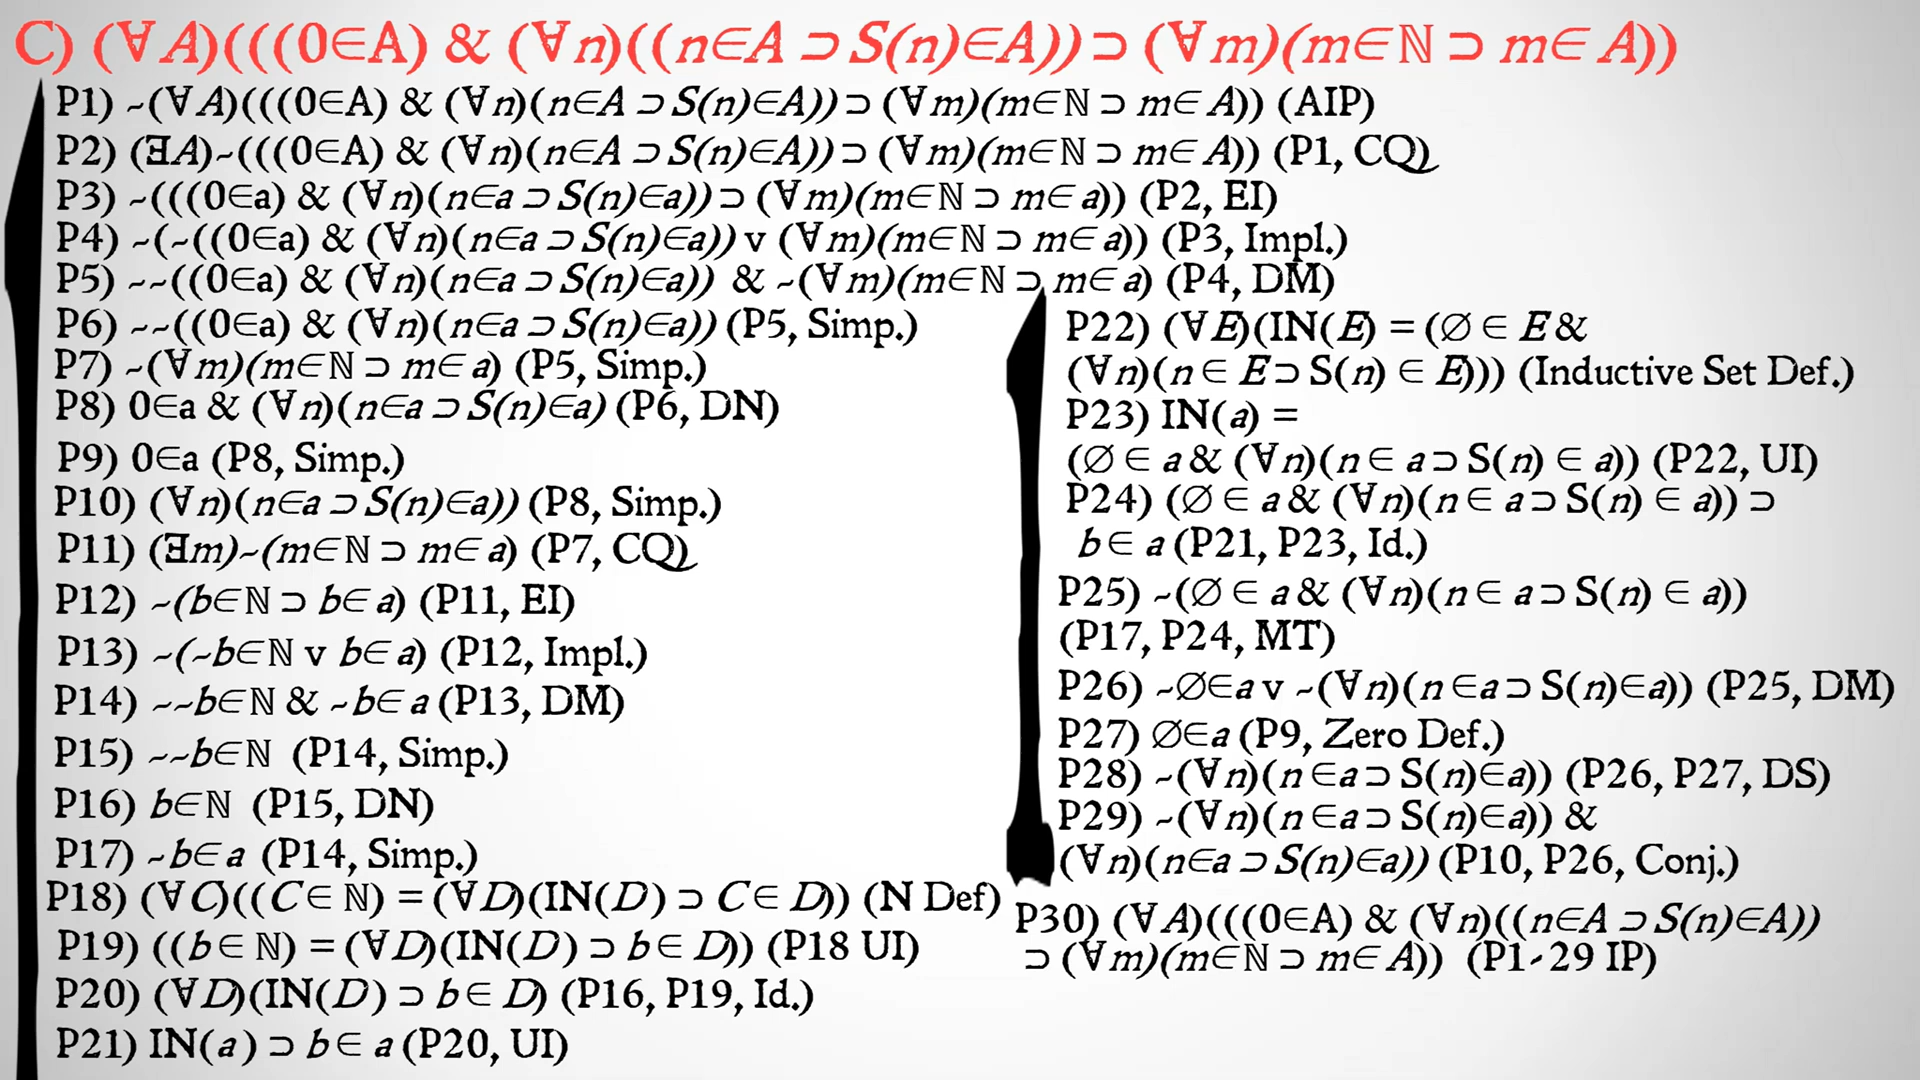 C) (∀A)(((0∈A) & (∀n)((n∈A ⊃ S(n)∈A)) ⊃ (∀m)(m∈ℕ ⊃ m∈A))
P1) ~(∀A)(((0∈A) & (∀n)(n∈A ⊃ S(n)∈A)) ⊃ (∀m)(m∈ℕ ⊃ m∈A)) (AIP)
P2) (∃A)~(((0∈A) & (∀n)(n∈A ⊃ S(n)∈A)) ⊃ (∀m)(m∈ℕ ⊃ m∈A)) (P1, CQ)
P3) ~(((0∈a) & (∀n)(n∈a ⊃ S(n)∈a)) ⊃ (∀m)(m∈ℕ ⊃ m∈a)) (P2, EI)
P4) ~(~((0∈a) & (∀n)(n∈a ⊃ S(n)∈a)) v (∀m)(m∈ℕ ⊃ m∈a)) (P3, Impl.)
P5) ~~((0∈a) & (∀n)(n∈a ⊃ S(n)∈a)) & ~(∀m)(m∈ℕ ⊃ m∈a) (P4, DM)
P6) ~~((0∈a) & (∀n)(n∈a ⊃ S(n)∈a)) (P5, Simp.)
P7) ~(∀m)(m∈ℕ ⊃ m∈a) (P5, Simp.)
P8) 0∈a & (∀n)(n∈a ⊃ S(n)∈a) (P6, DN)
P9) 0∈a (P8, Simp.)
P10) (∀n)(n∈a ⊃ S(n)∈a)) (P8, Simp.)
P11) (∃m)~(m∈ℕ ⊃ m∈a) (P7, CQ)
P12) ~(b∈ℕ ⊃ b∈a) (P11, EI)
P13) ~(~b∈ℕ v b∈a) (P12, Impl.)
P14) ~~b∈ℕ & ~b∈a (P13, DM)
P15) ~~b∈ℕ (P14, Simp.)
P16) b∈ℕ (P15, DN)
P17) ~b∈a (P14, Simp.)
P18) (∀C)((C∈ℕ) = (∀D)(IN(D) ⊃ C∈D)) (N Def)
P19) ((b∈ℕ) = (∀D)(IN(D) ⊃ b∈D)) (P18 UI)
P20) (∀D)(IN(D) ⊃ b∈D) (P16, P19, Id.)
P21) IN(a) ⊃ b∈a (P20, UI)
P22) (∀E)(IN(E) = (∅ ∈ E &
(∀n)(n ∈ E ⊃ S(n) ∈ E))) (Inductive Set Def.)
P23) IN(a) =
(∅ ∈ a & (∀n)(n ∈ a ⊃ S(n) ∈ a)) (P22, UI)
P24) (∅ ∈ a & (∀n)(n ∈ a ⊃ S(n) ∈ a)) ⊃
b∈ a (P21, P23, Id.)
P25) ~(∅ ∈ a & (∀n)(n ∈ a ⊃ S(n) ∈ a))
(P17, P24, MT)
P26) ~∅∈a v ~(∀n)(n∈a ⊃ S(n)∈a)) (P25, DM)
P27) ∅∈a (P9, Zero Def.)
P28) ~(∀n)(n∈a ⊃ S(n)∈a)) (P26, P27, DS)
P29) ~(∀n)(n∈a ⊃ S(n)∈a)) &
(∀n)(n∈a ⊃ S(n)∈a)) (P10, P26, Conj.)
P30) (∀A)(((0∈A) & (∀n)((n∈A ⊃ S(n)∈A))
⊃ (∀m)(m∈ℕ ⊃ m∈A)) (P1-29 IP)